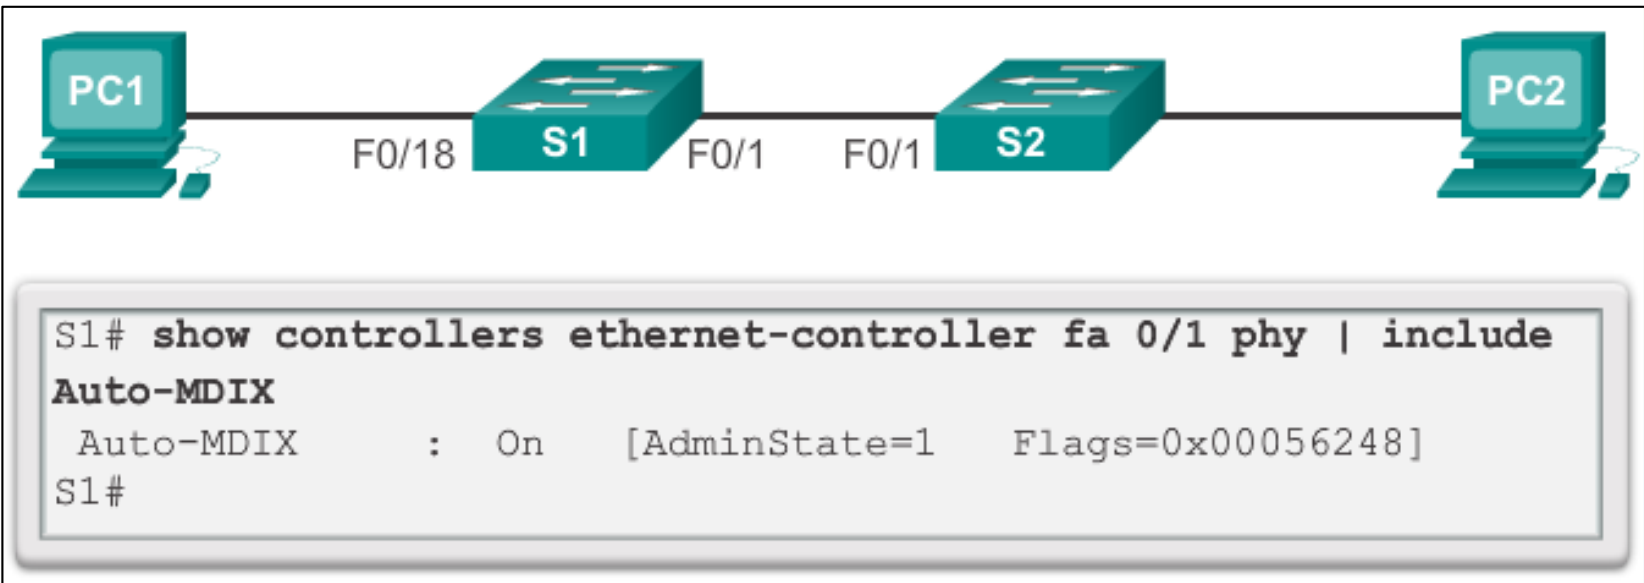 PC1
PC2
S1
S2
F0/18
F0/1
F0/1
S1# show controllers ethernet-controller fa 0/1 phy | include
Auto-MDIX
Auto-MDIX : On [AdminState=1 Flags=0x00056248]
S1#